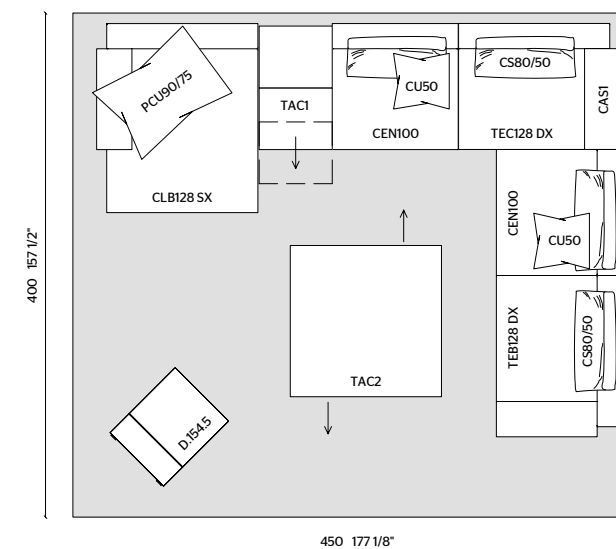 PCU90/75
TAC1
CU50
CS80/50
CAS1
CEN100
TEC128 DX
CLB128 SX
CEN100
CU50
400 157 1/2"
TEB128 DX
CS80/50
TAC2
D.154.5
450 177 1/8"